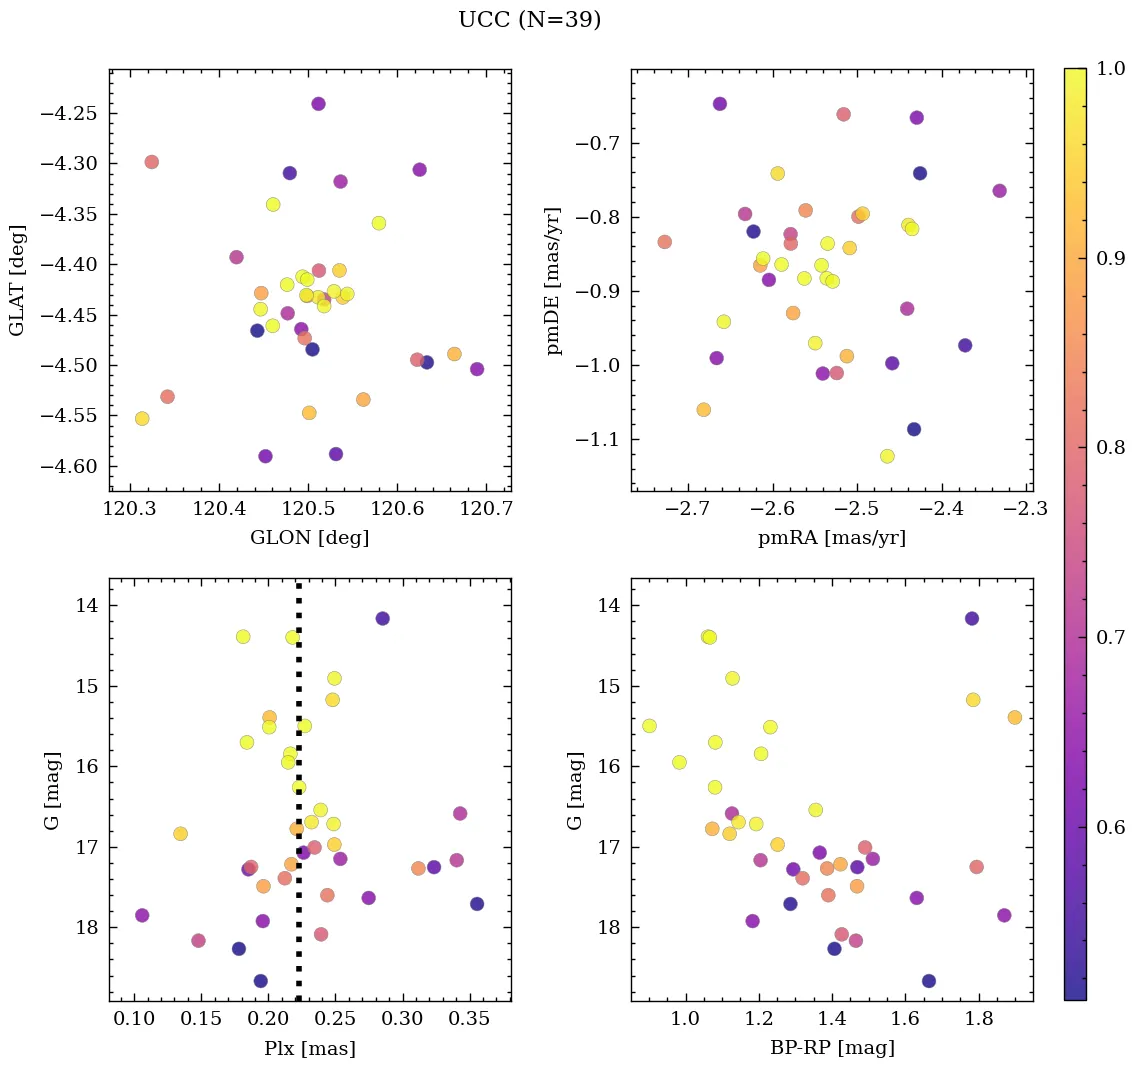 UCC (N=39)
−4.25
−4.30
−4.35
−4.40
−4.45
−4.50
−4.55
−4.60
GLAT [deg]
120.3 120.4 120.5 120.6 120.7
GLON [deg]
−0.7
−0.8
−0.9
−1.0
−1.1
pmDE [mas/yr]
−2.7 −2.6 −2.5 −2.4 −2.3
pmRA [mas/yr]
14
15
16
17
18
G [mag]
0.10 0.15 0.20 0.25 0.30 0.35
Plx [mas]
14
15
16
17
18
G [mag]
1.0 1.2 1.4 1.6 1.8
BP-RP [mag]
1.0
0.9
0.8
0.7
0.6